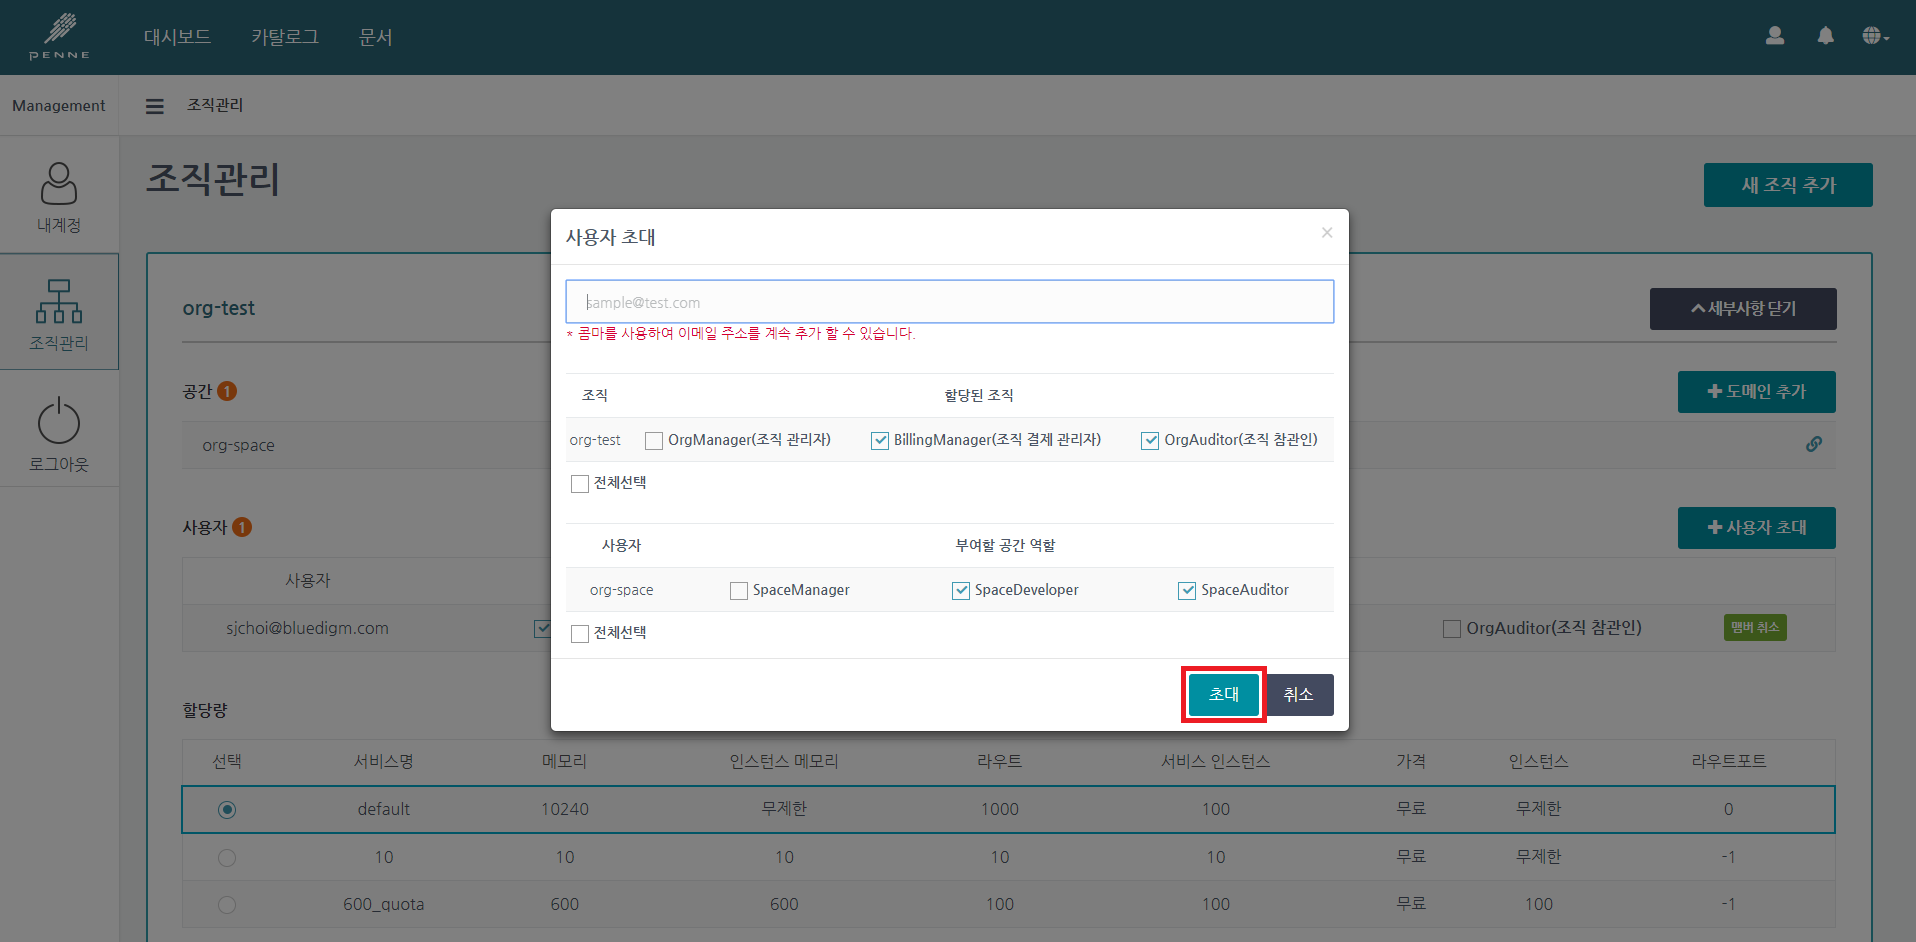 PENNE
대시보드 카탈로그 문서
Management 조직관리
조직관리
새 조직 추가
내계정
조직관리
로그아웃
org-test
세부사항 닫기
공간 1
도메인 추가
org-space
사용자 1
사용자 초대
사용자
sjchoi@bluedigm.com OrgAuditor(조직 참관인) 맴버 취소
할당량
선택 서비스명 메모리 인스턴스 메모리 라우트 서비스 인스턴스 가격 인스턴스 라우트포트
default 10240 무제한 1000 100 무료 무제한 0
10 10 10 10 10 무료 무제한 -1
600_quota 600 600 100 100 무료 100 -1
사용자 초대 ×
sample@test.com
* 콤마를 사용하여 이메일 주소를 계속 추가 할 수 있습니다.
조직 할당된 조직
org-test OrgManager(조직 관리자) BillingManager(조직 결제 관리자) OrgAuditor(조직 참관인)
전체선택
사용자 부여할 공간 역할
org-space SpaceManager SpaceDeveloper SpaceAuditor
전체선택
초대 취소